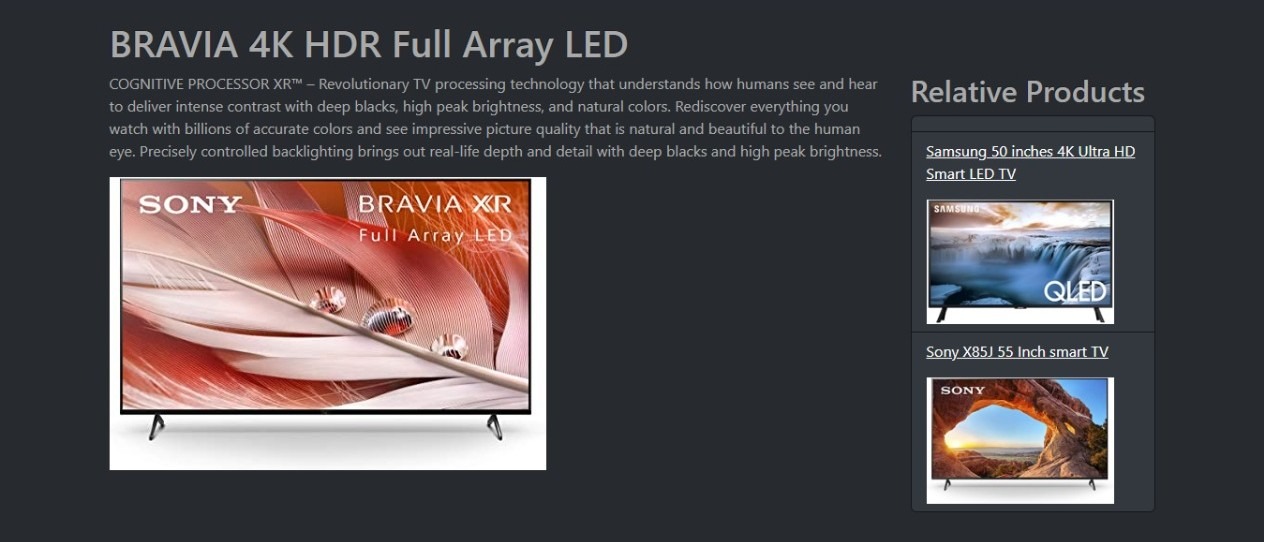 BRAVIA 4K HDR Full Array LED
COGNITIVE PROCESSOR XR™ – Revolutionary TV processing technology that understands how humans see and hear
to deliver intense contrast with deep blacks, high peak brightness, and natural colors. Rediscover everything you
watch with billions of accurate colors and see impressive picture quality that is natural and beautiful to the human
eye. Precisely controlled backlighting brings out real-life depth and detail with deep blacks and high peak brightness.
SONY
BRAVIA XR
Full Array LED
Relative Products
Samsung 50 inches 4K Ultra HD
Smart LED TV
SAMSUNG
QLED
Sony X85J 55 Inch smart TV
SONY